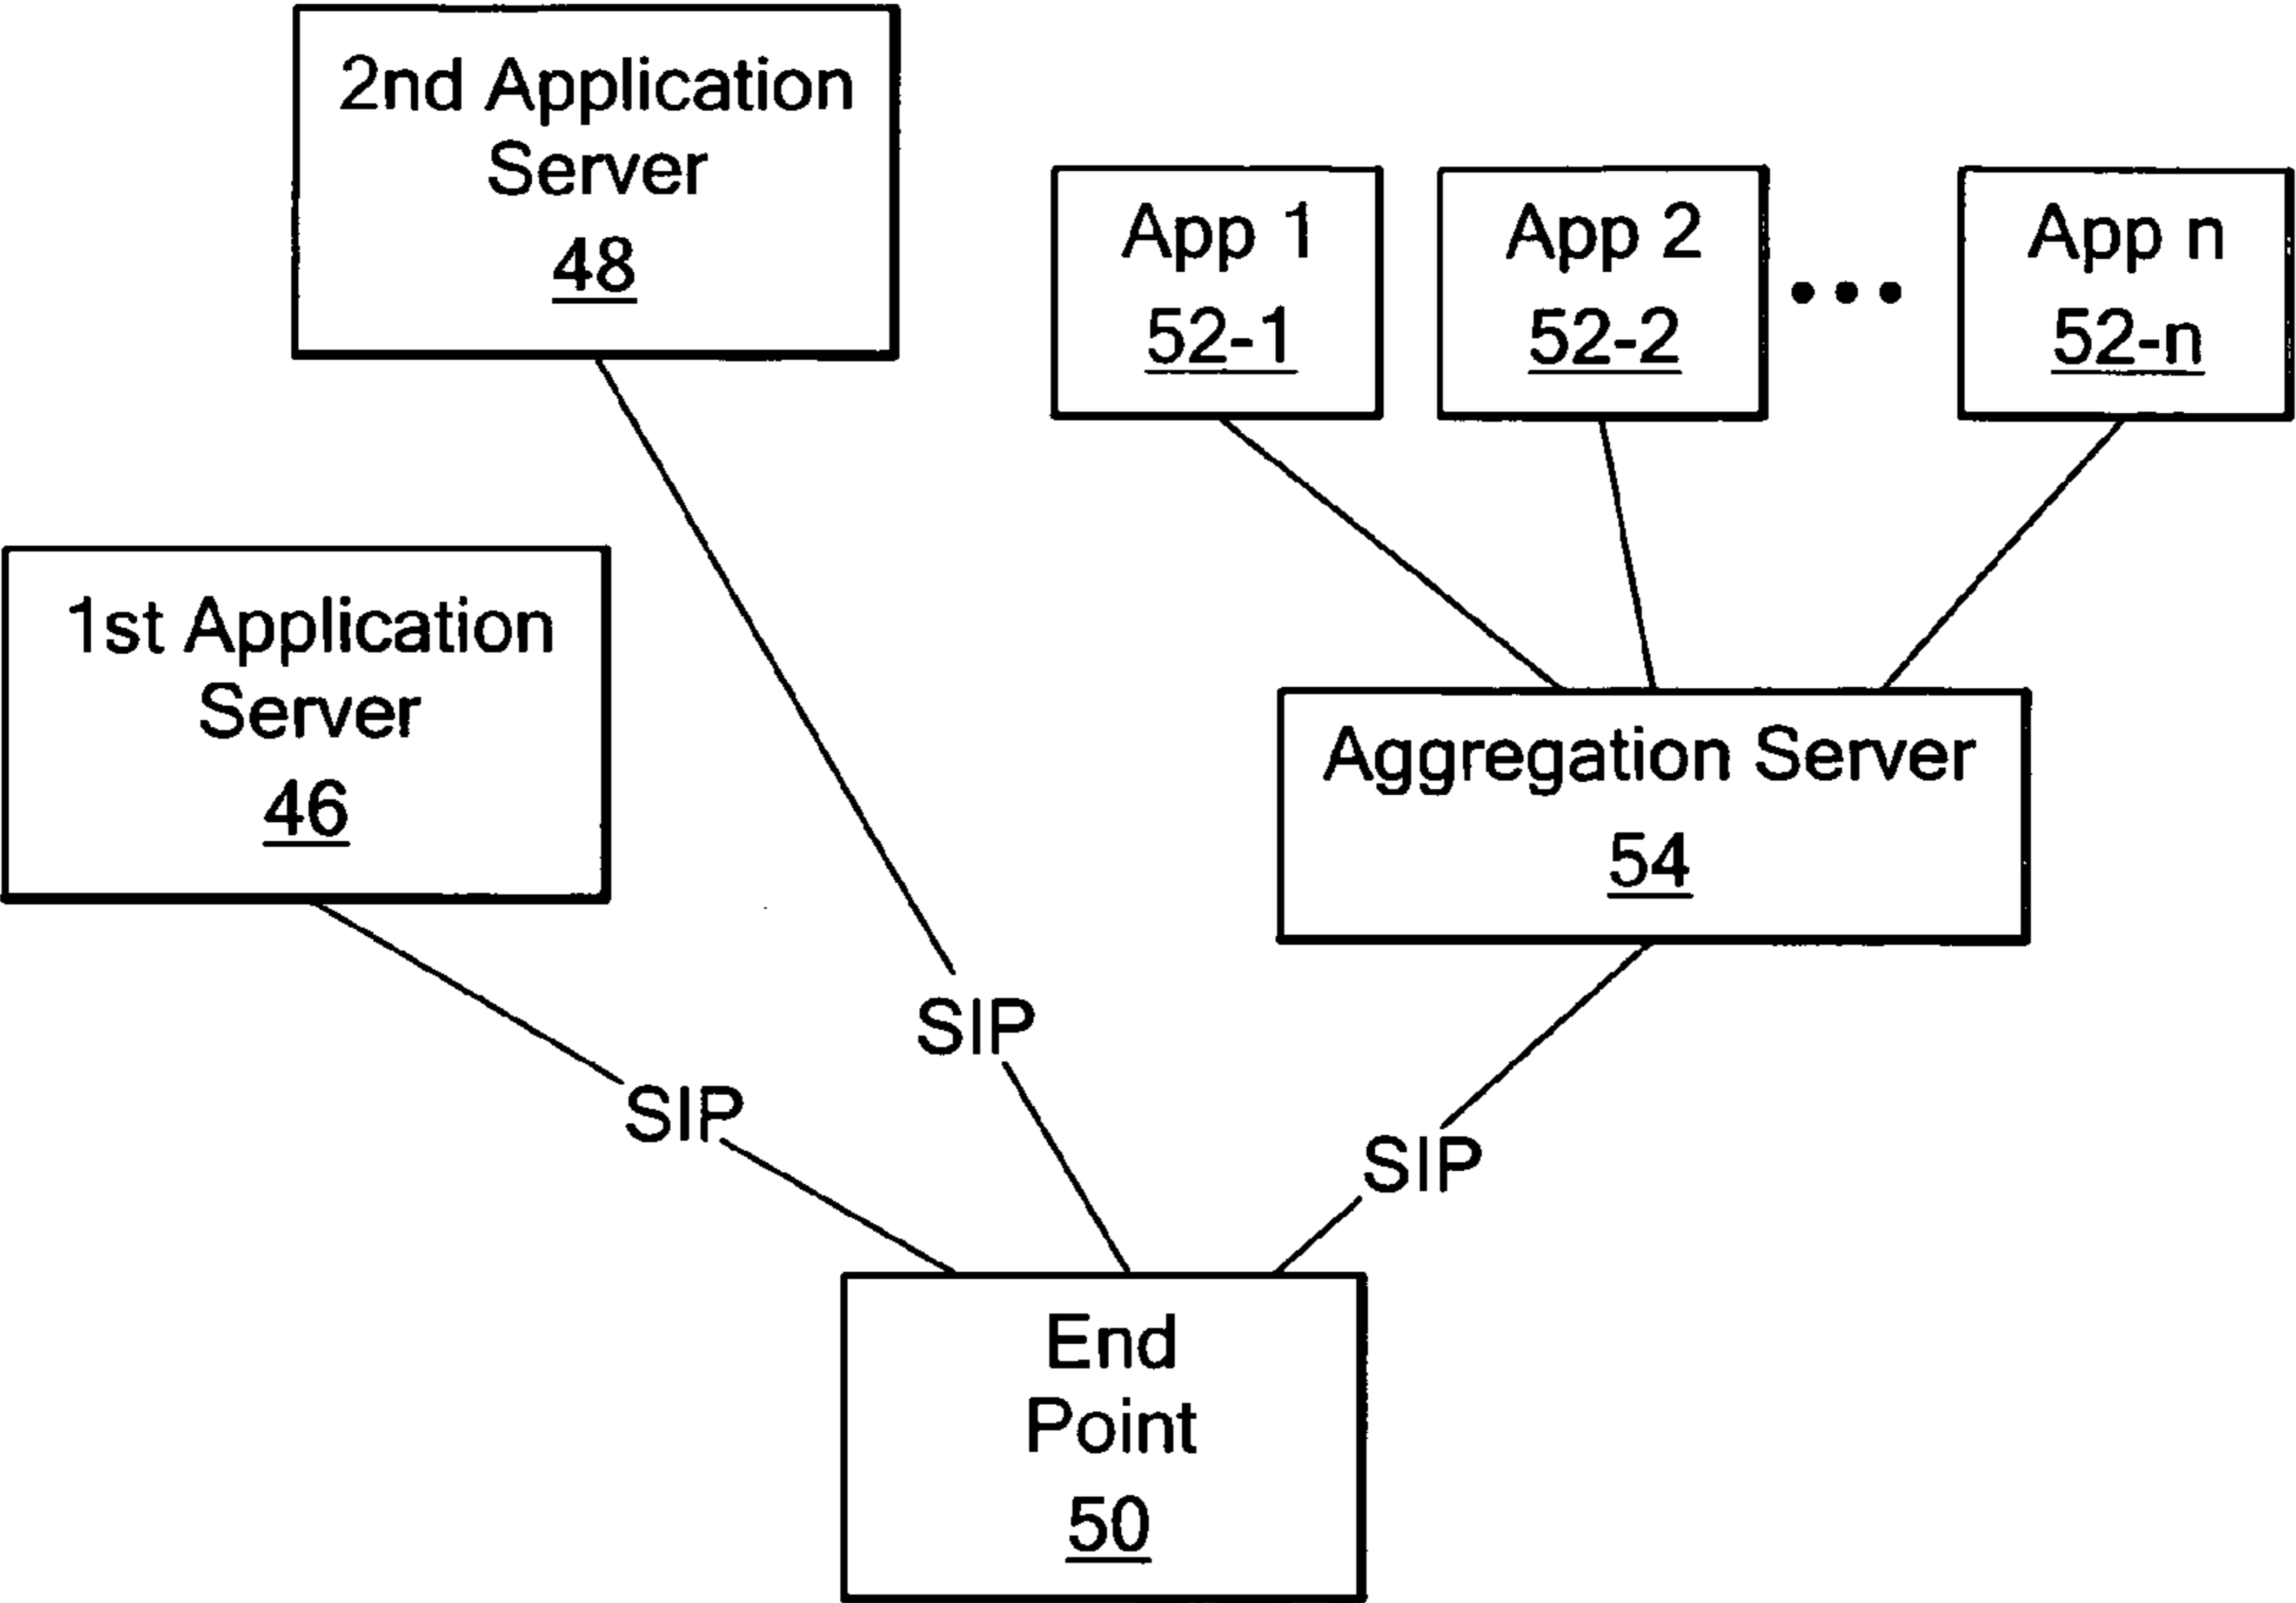 2nd Application
Server
48
App 1
52-1
App 2
52-2
•••
App n
52-n
1st Application
Server
46
Aggregation Server
54
SIP
SIP
SIP
End
Point
50